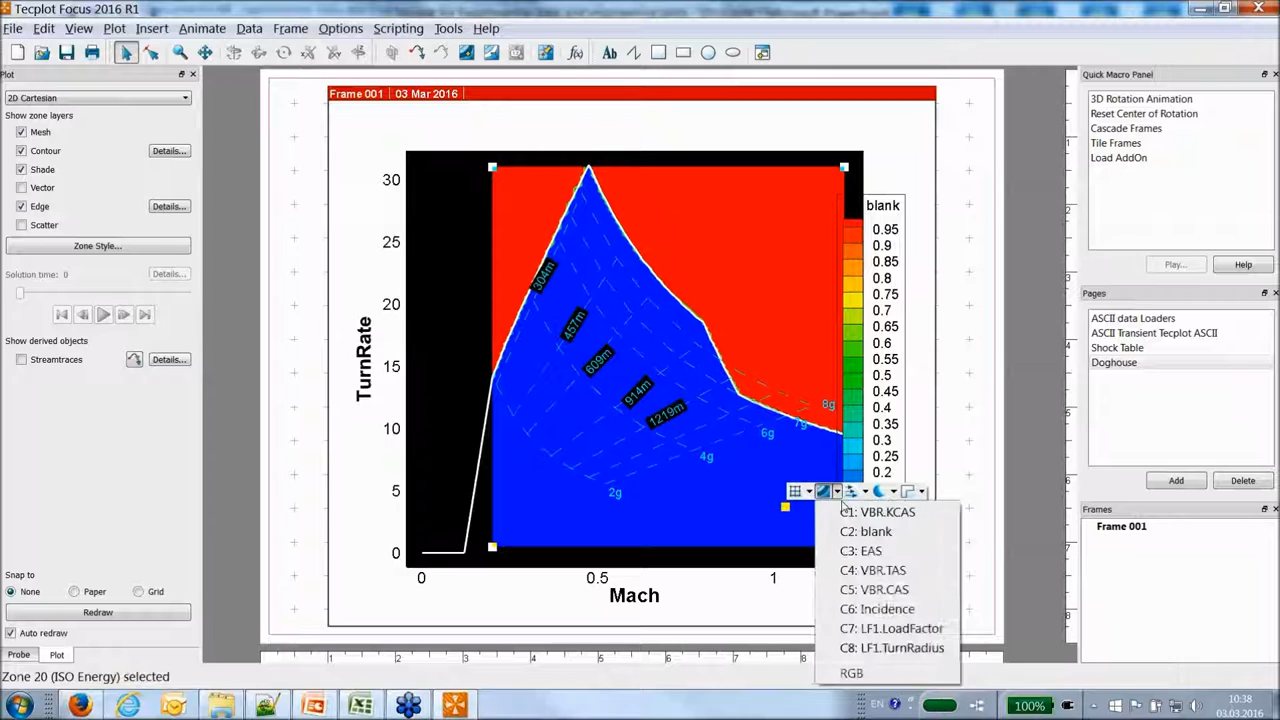 Tecplot Focus 2016 R1
File Edit View Plot Insert Animate Data Frame Options Scripting Tools Help
Plot
2D Cartesian
Show zone layers
Mesh
Contour
Details...
Shade
Vector
Edge
Details...
Scatter
Zone Style...
Solution time: 0
Details...
Show derived objects
Streamtraces
Details...
Snap to
None
Paper
Grid
Redraw
Auto redraw
Probe
Plot
Zone 20 (ISO Energy) selected
Frame 001 | 03 Mar 2016 |
TurnRate
30
25
20
15
10
5
0
0
0.5
1
Mach
304m
457m
609m
914m
1219m
2g
4g
6g
7g
8g
blank
0.95
0.9
0.85
0.8
0.75
0.7
0.65
0.6
0.55
0.5
0.45
0.4
0.35
0.3
0.25
0.2
C1: VBR.KCAS
C2: blank
C3: EAS
C4: VBR.TAS
C5: VBR.CAS
C6: Incidence
C7: LF1.LoadFactor
C8: LF1.TurnRadius
RGB
1
2
3
4
5
6
7
8
Quick Macro Panel
3D Rotation Animation
Reset Center of Rotation
Cascade Frames
Tile Frames
Load AddOn
Play...
Help
Pages
ASCII data Loaders
ASCII Transient Tecplot ASCII
Shock Table
Doghouse
Add
Delete
Frames
Frame 001
EN
100%
10:38
03.03.2016